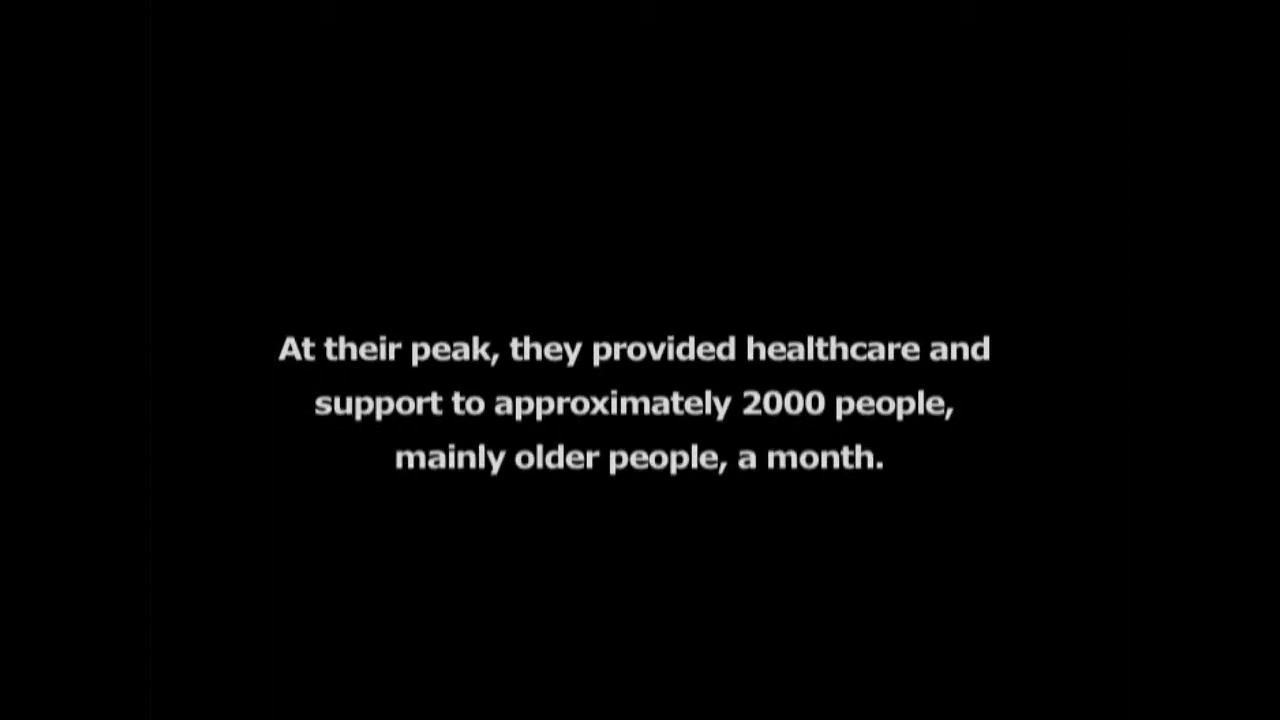 At their peak, they provided healthcare and
support to approximately 2000 people,
mainly older people, a month.